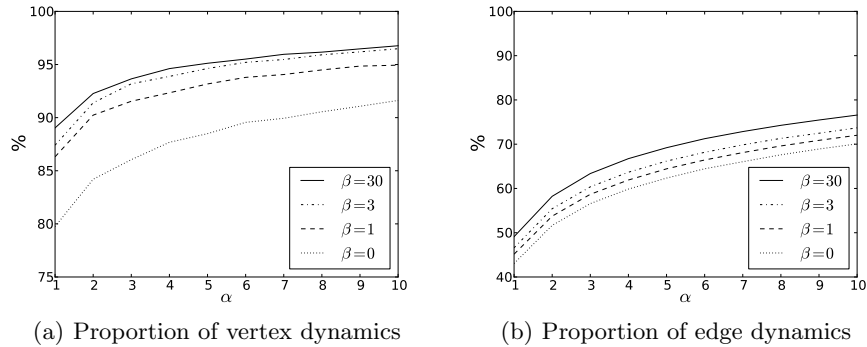 100
95
90
85
80
75
%
1 2 3 4 5 6 7 8 9 10
α
β=30
β=3
β=1
β=0
(a) Proportion of vertex dynamics
100
90
80
70
60
50
40
%
1 2 3 4 5 6 7 8 9 10
α
β=30
β=3
β=1
β=0
(b) Proportion of edge dynamics